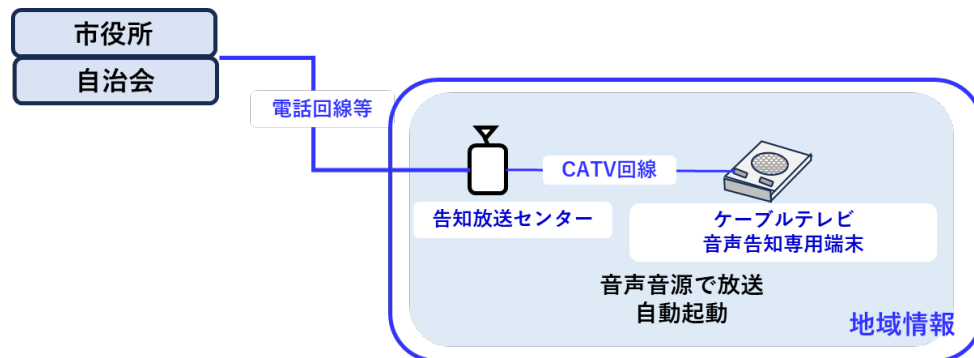 市役所
自治会
電話回線等
CATV回線
告知放送センター
ケーブルテレビ
音声告知専用端末
音声音源で放送
自動起動
地域情報